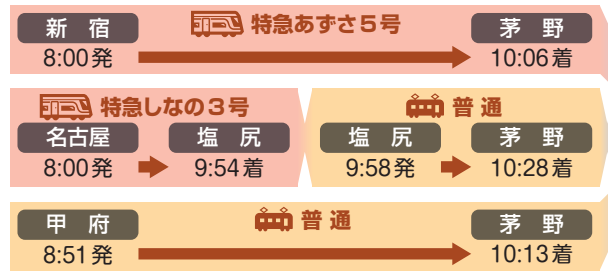 特急あずさ5号
新宿 茅野
8:00発 10:06着
特急しなの3号 普通
名古屋 塩尻 塩尻 茅野
8:00発 9:54着 9:58発 10:28着
普通
甲府 茅野
8:51発 10:13着